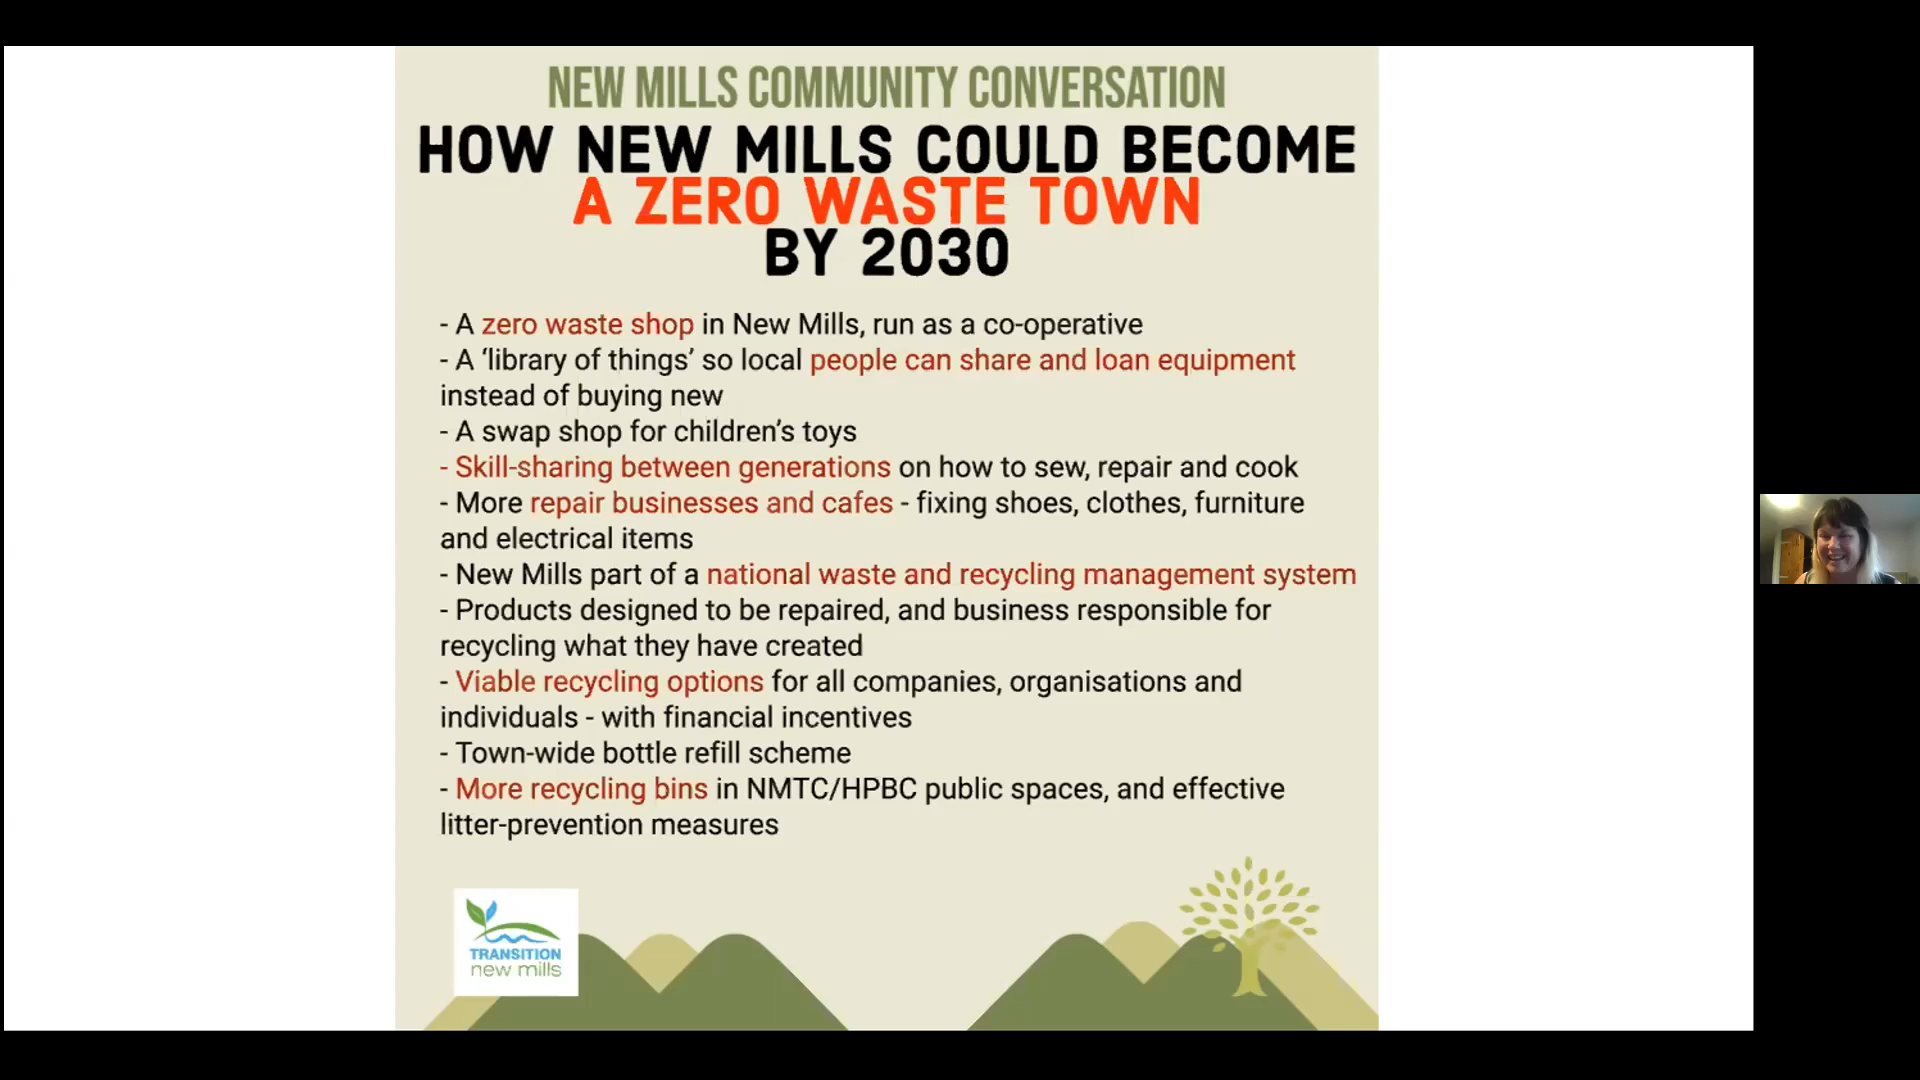 NEW MILLS COMMUNITY CONVERSATION
HOW NEW MILLS COULD BECOME
A ZERO WASTE TOWN
BY 2030
- A zero waste shop in New Mills, run as a co-operative
- A ‘library of things’ so local people can share and loan equipment
instead of buying new
- A swap shop for children’s toys
- Skill-sharing between generations on how to sew, repair and cook
- More repair businesses and cafes - fixing shoes, clothes, furniture
and electrical items
- New Mills part of a national waste and recycling management system
- Products designed to be repaired, and business responsible for
recycling what they have created
- Viable recycling options for all companies, organisations and
individuals - with financial incentives
- Town-wide bottle refill scheme
- More recycling bins in NMTC/HPBC public spaces, and effective
litter-prevention measures
TRANSITION
new mills